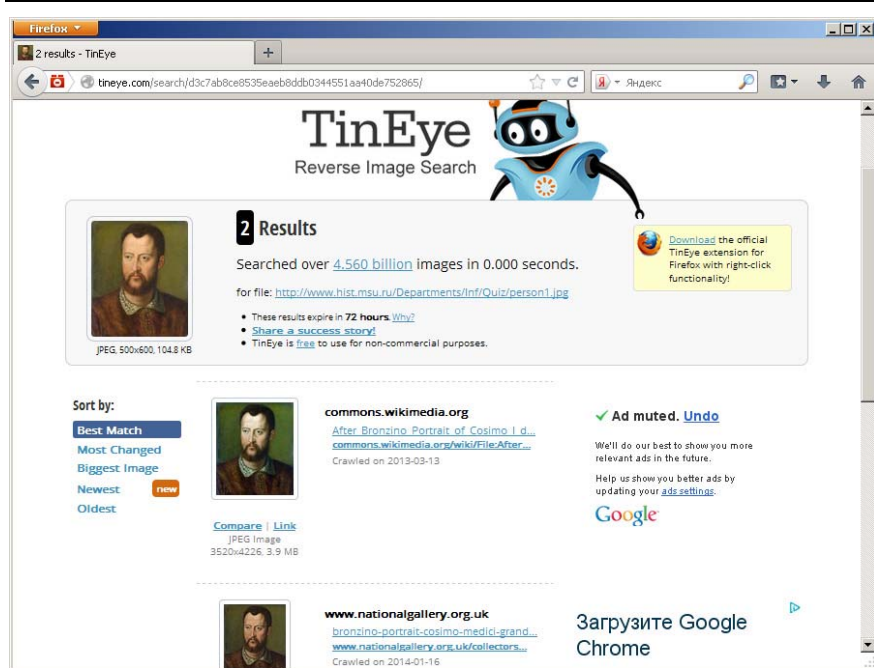 Firefox
2 results - TinEye
tineye.com/search/d3c7ab8ce8535eaeb8ddb0344551aa40de752865/
Яндекс
TinEye
Reverse Image Search
2 Results
Searched over 4.560 billion images in 0.000 seconds.
for file: http://www.hist.msu.ru/Departments/Inf/Quiz/person1.jpg
These results expire in 72 hours. Why?
Share a success story!
TinEye is free to use for non-commercial purposes.
JPEG, 500x600, 104.8 KB
Download the official
TinEye extension for
Firefox with right-click
functionality!
Sort by:
Best Match
Most Changed
Biggest Image
Newest new
Oldest
commons.wikimedia.org
After Bronzino Portrait of Cosimo I d...
commons.wikimedia.org/wiki/File:After...
Crawled on 2013-03-13
Compare | Link
JPEG Image
3520x4226, 3.9 MB
Ad muted. Undo
We'll do our best to show you more
relevant ads in the future.
Help us show you better ads by
updating your ads settings.
Google
www.nationalgallery.org.uk
bronzino-portrait-cosimo-medici-grand...
www.nationalgallery.org.uk/collectors...
Crawled on 2014-01-16
Загрузите Google
Chrome